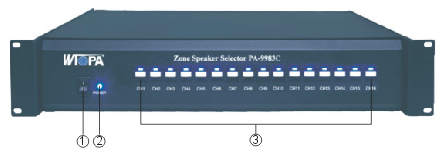 WTOPA
Zone Speaker Selector PA-9983C
POWER
CH1 CH2 CH3 CH4 CH5 CH6 CH7 CH8 CH9 CH10 CH11 CH12 CH13 CH14 CH15 CH16
① ② ③